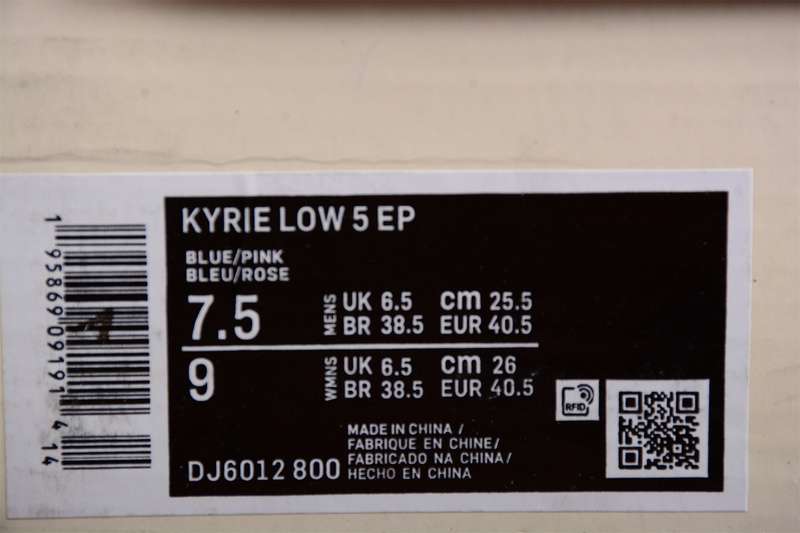 KYRIE LOW 5 EP
BLUE/PINK
BLEU/ROSE
7.5 MENS UK 6.5 cm 25.5
BR 38.5 EUR 40.5
9 WMNS UK 6.5 cm 26
BR 38.5 EUR 40.5
RFID
MADE IN CHINA /
FABRIQUE EN CHINE/
FABRICADO NA CHINA/
HECHO EN CHINA
DJ6012 800
1 95869 09191 4 14